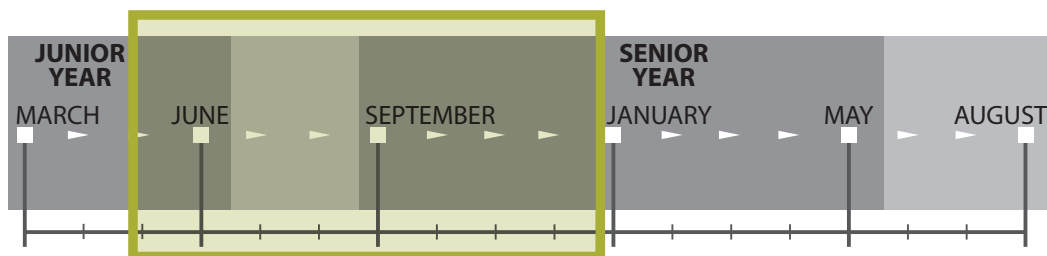 JUNIOR
YEAR
SENIOR
YEAR
MARCH JUNE SEPTEMBER JANUARY MAY AUGUST